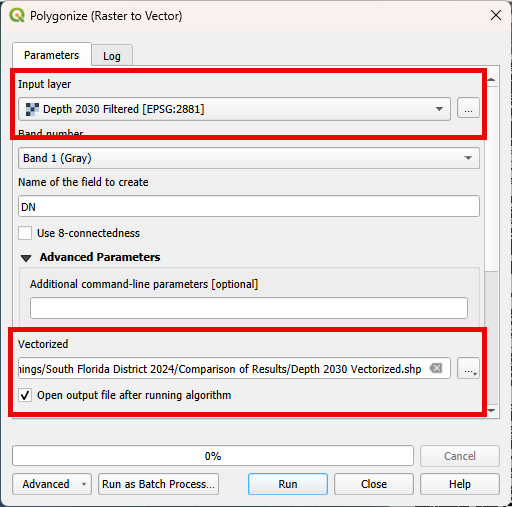 Polygonize (Raster to Vector)
Parameters
Log
Input layer
Depth 2030 Filtered [EPSG:2881]
...
Band number
Band 1 (Gray)
Name of the field to create
DN
Use 8-connectedness
Advanced Parameters
Additional command-line parameters [optional]
Vectorized
nings/South Florida District 2024/Comparison of Results/Depth 2030 Vectorized.shp
...
Open output file after running algorithm
0%
Cancel
Advanced
Run as Batch Process...
Run
Close
Help